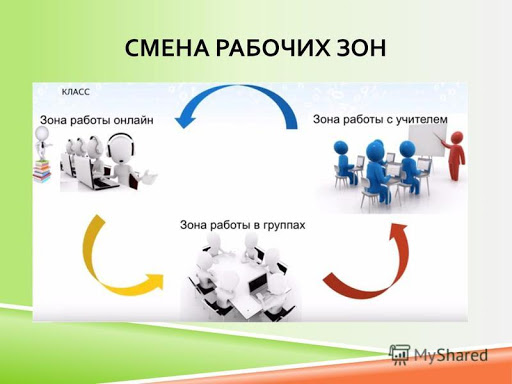 СМЕНА РАБОЧИХ ЗОН
КЛАСС
Зона работы онлайн
Зона работы с учителем
Зона работы в группах
MyShared